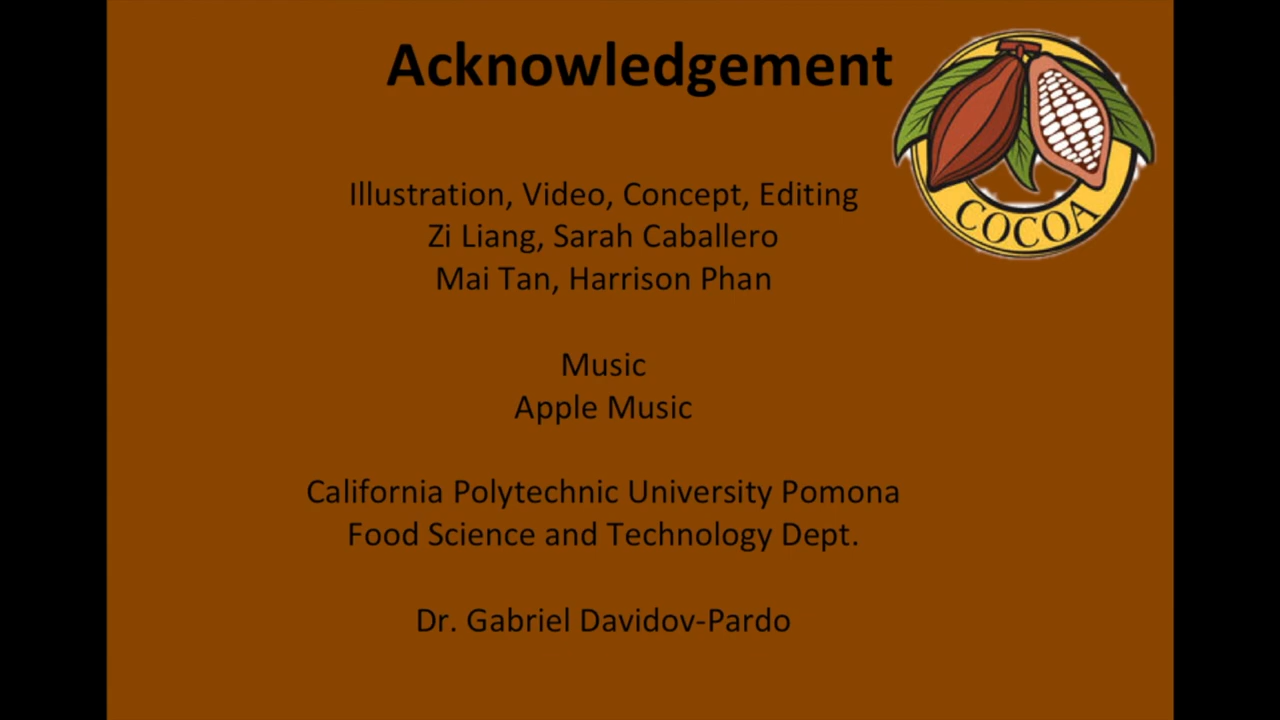 Acknowledgement
COCOA
Illustration, Video, Concept, Editing
Zi Liang, Sarah Caballero
Mai Tan, Harrison Phan
Music
Apple Music
California Polytechnic University Pomona
Food Science and Technology Dept.
Dr. Gabriel Davidov-Pardo